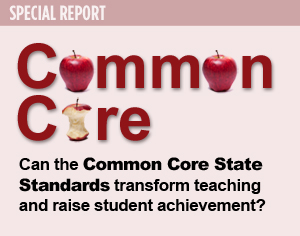 SPECIAL REPORT
Common
Core
Can the Common Core State
Standards transform teaching
and raise student achievement?